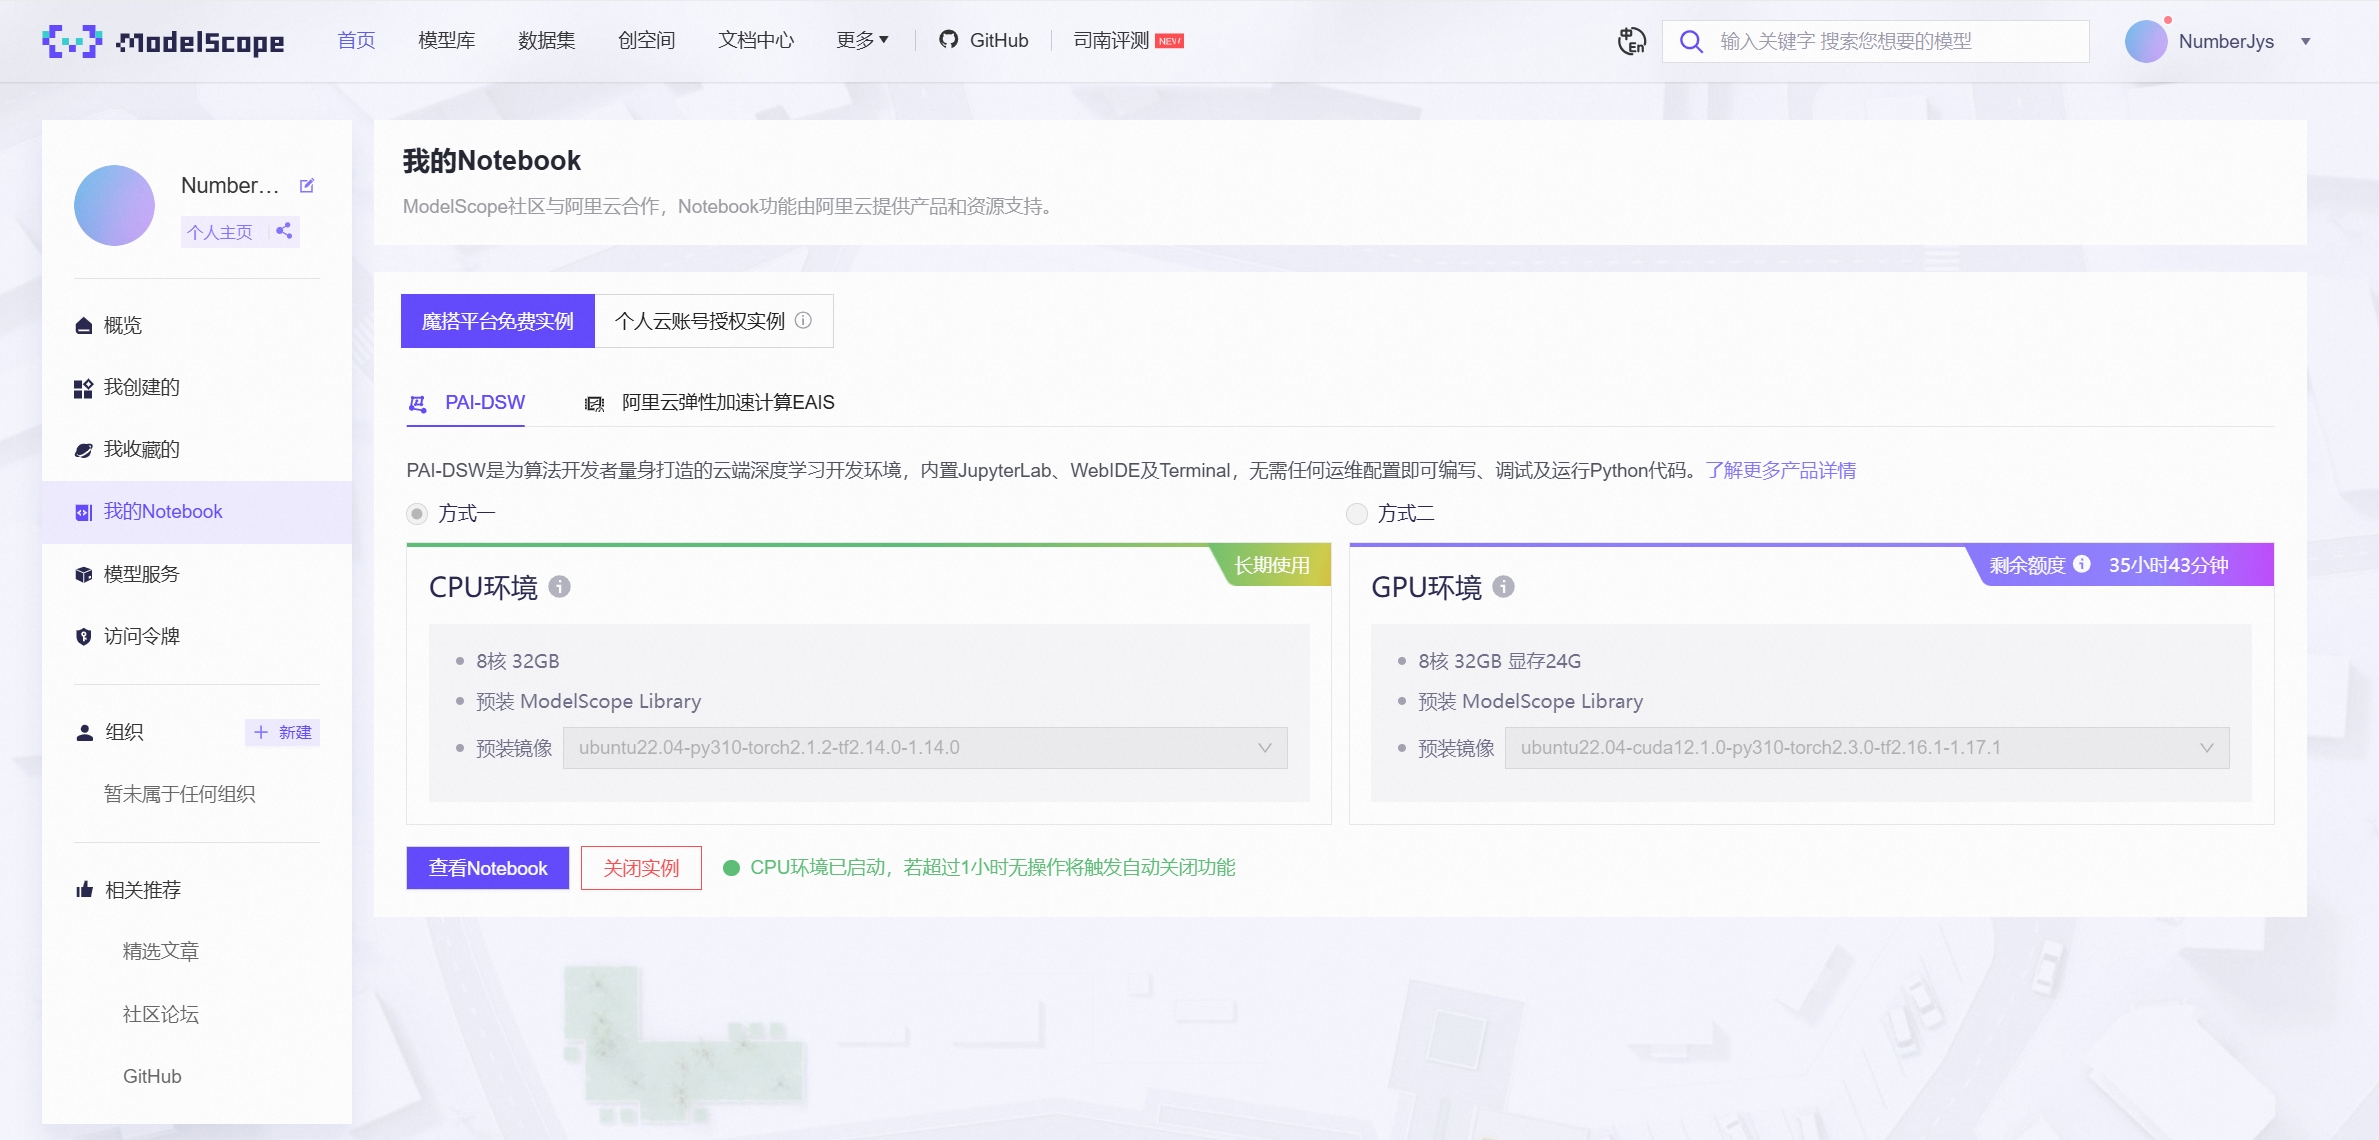 ModelScope 首页 模型库 数据集 创空间 文档中心 更多 GitHub 司南评测 NEW 中 En 输入关键字 搜索您想要的模型 NumberJys
Number...
个人主页
概览
我创建的
我收藏的
我的Notebook
模型服务
访问令牌
组织 + 新建
暂未属于任何组织
相关推荐
精选文章
社区论坛
GitHub
我的Notebook
ModelScope社区与阿里云合作，Notebook功能由阿里云提供产品和资源支持。
魔搭平台免费实例 个人云账号授权实例
PAI-DSW 阿里云弹性加速计算EAIS
PAI-DSW是为算法开发者量身打造的云端深度学习开发环境，内置JupyterLab、WebIDE及Terminal，无需任何运维配置即可编写、调试及运行Python代码。了解更多产品详情
方式一
长期使用
CPU环境
8核 32GB
预装 ModelScope Library
预装镜像 ubuntu22.04-py310-torch2.1.2-tf2.14.0-1.14.0
方式二
剩余额度 35小时43分钟
GPU环境
8核 32GB 显存24G
预装 ModelScope Library
预装镜像 ubuntu22.04-cuda12.1.0-py310-torch2.3.0-tf2.16.1-1.17.1
查看Notebook 关闭实例 CPU环境已启动，若超过1小时无操作将触发自动关闭功能